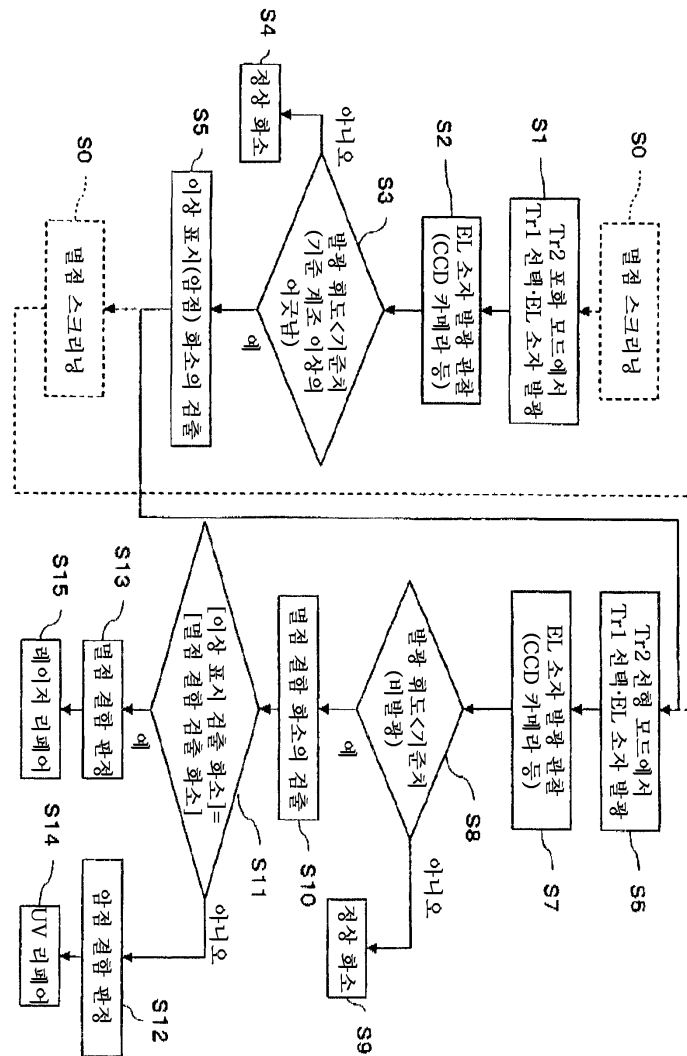 S0
멸점 스크리닝
S1
Tr2 포화 모드에서
Tr1 선택·EL 소자 발광
S2
EL 소자 발광 관찰
(CCD 카메라 등)
S3
발광 휘도<기준치
(기준 계조 이상의
어긋남)
아니오
S4
정상 화소
예
S5
이상 표시(암점) 화소의 검출
S0
멸점 스크리닝
S6
Tr2 선형 모드에서
Tr1 선택·EL 소자 발광
S7
EL 소자 발광 관찰
(CCD 카메라 등)
S8
발광 휘도<기준치
(비발광)
아니오
S9
정상 화소
예
S10
멸점 결함 화소의 검출
S11
[이상 표시 검출 화소]=
[멸점 결함 검출 화소]
예
S13
멸점 결함 판정
S15
레이저 리페어
아니오
S12
암점 결함 판정
S14
UV 리페어